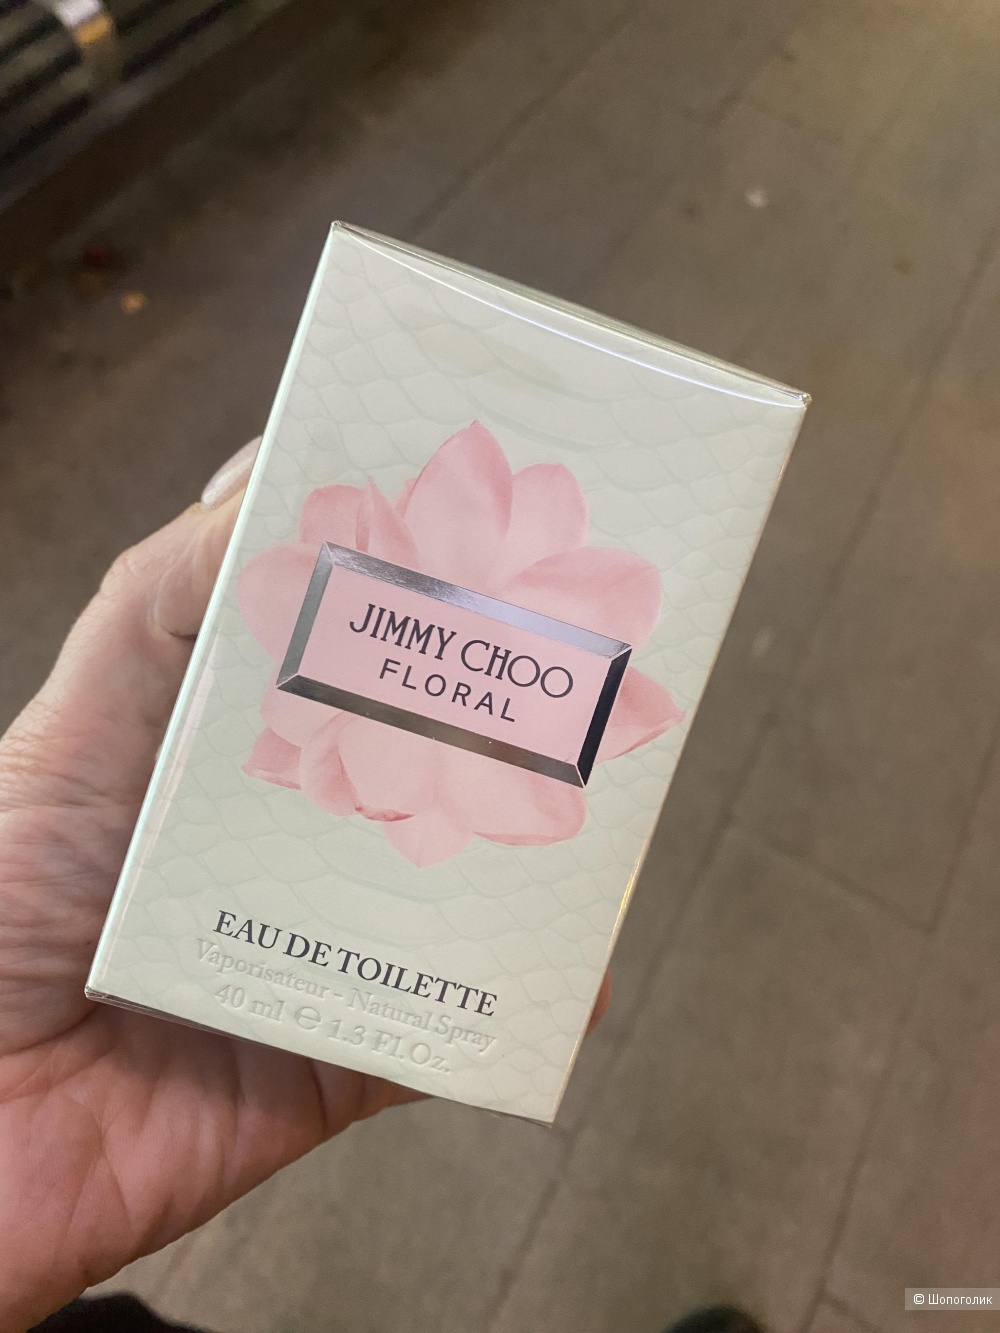 JIMMY CHOO
FLORAL
EAU DE TOILETTE
Vaporisateur - Natural Spray
40 ml ℮ 1.3 Fl.Oz.
© Шопоголик